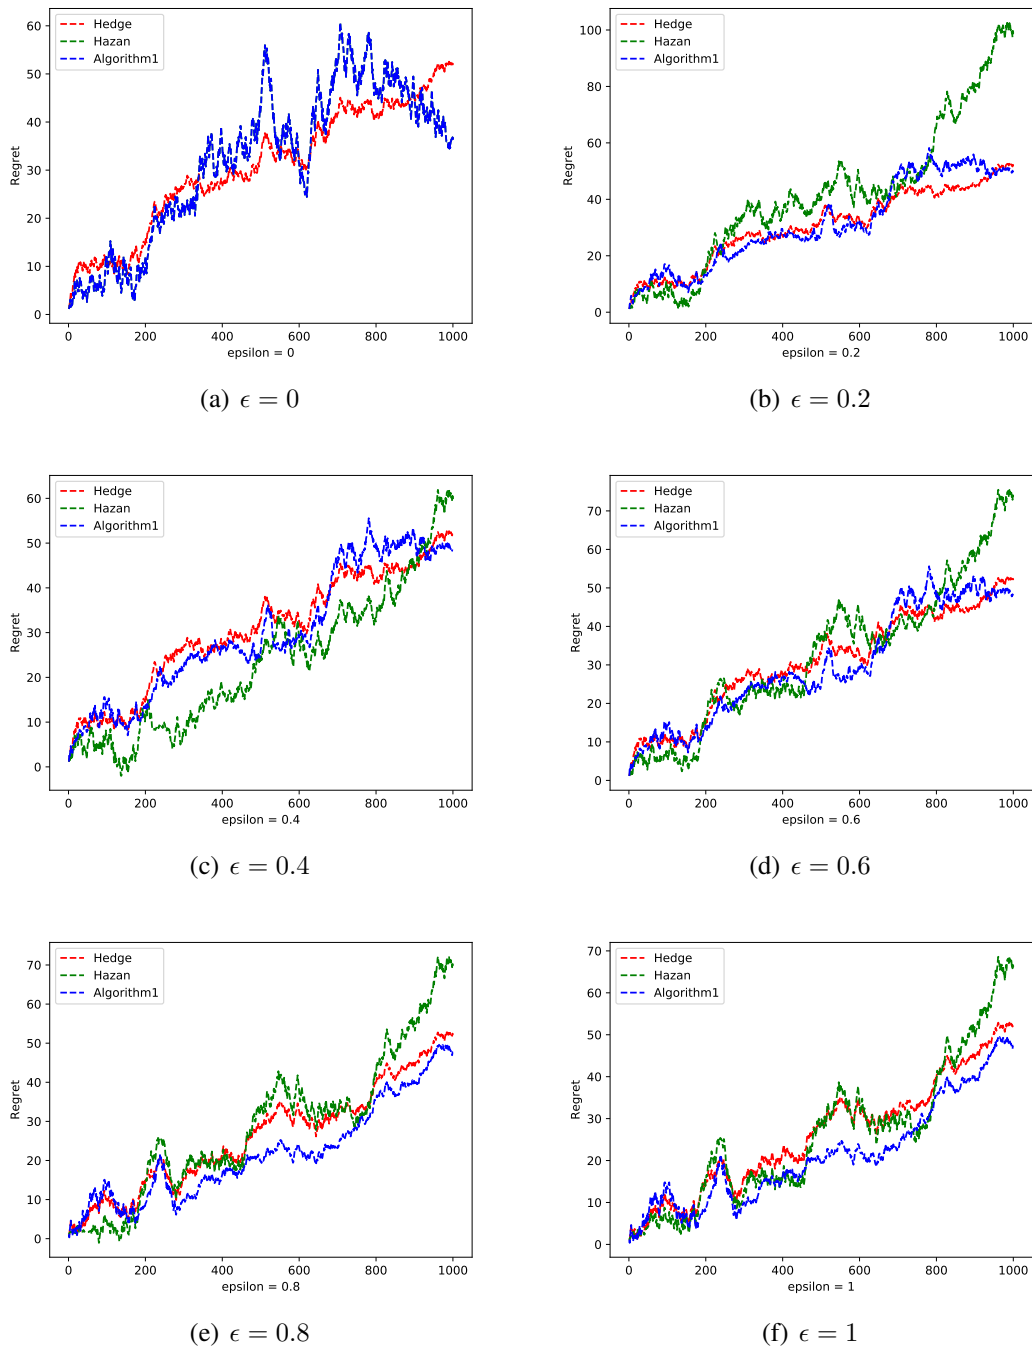 Hedge
Hazan
Algorithm1
Regret
60
50
40
30
20
10
0
0 200 400 600 800 1000
epsilon = 0
(a) ϵ = 0
Hedge
Hazan
Algorithm1
Regret
100
80
60
40
20
0
0 200 400 600 800 1000
epsilon = 0.2
(b) ϵ = 0.2
Hedge
Hazan
Algorithm1
Regret
60
50
40
30
20
10
0
0 200 400 600 800 1000
epsilon = 0.4
(c) ϵ = 0.4
Hedge
Hazan
Algorithm1
Regret
70
60
50
40
30
20
10
0
0 200 400 600 800 1000
epsilon = 0.6
(d) ϵ = 0.6
Hedge
Hazan
Algorithm1
Regret
70
60
50
40
30
20
10
0
0 200 400 600 800 1000
epsilon = 0.8
(e) ϵ = 0.8
Hedge
Hazan
Algorithm1
Regret
70
60
50
40
30
20
10
0
0 200 400 600 800 1000
epsilon = 1
(f) ϵ = 1